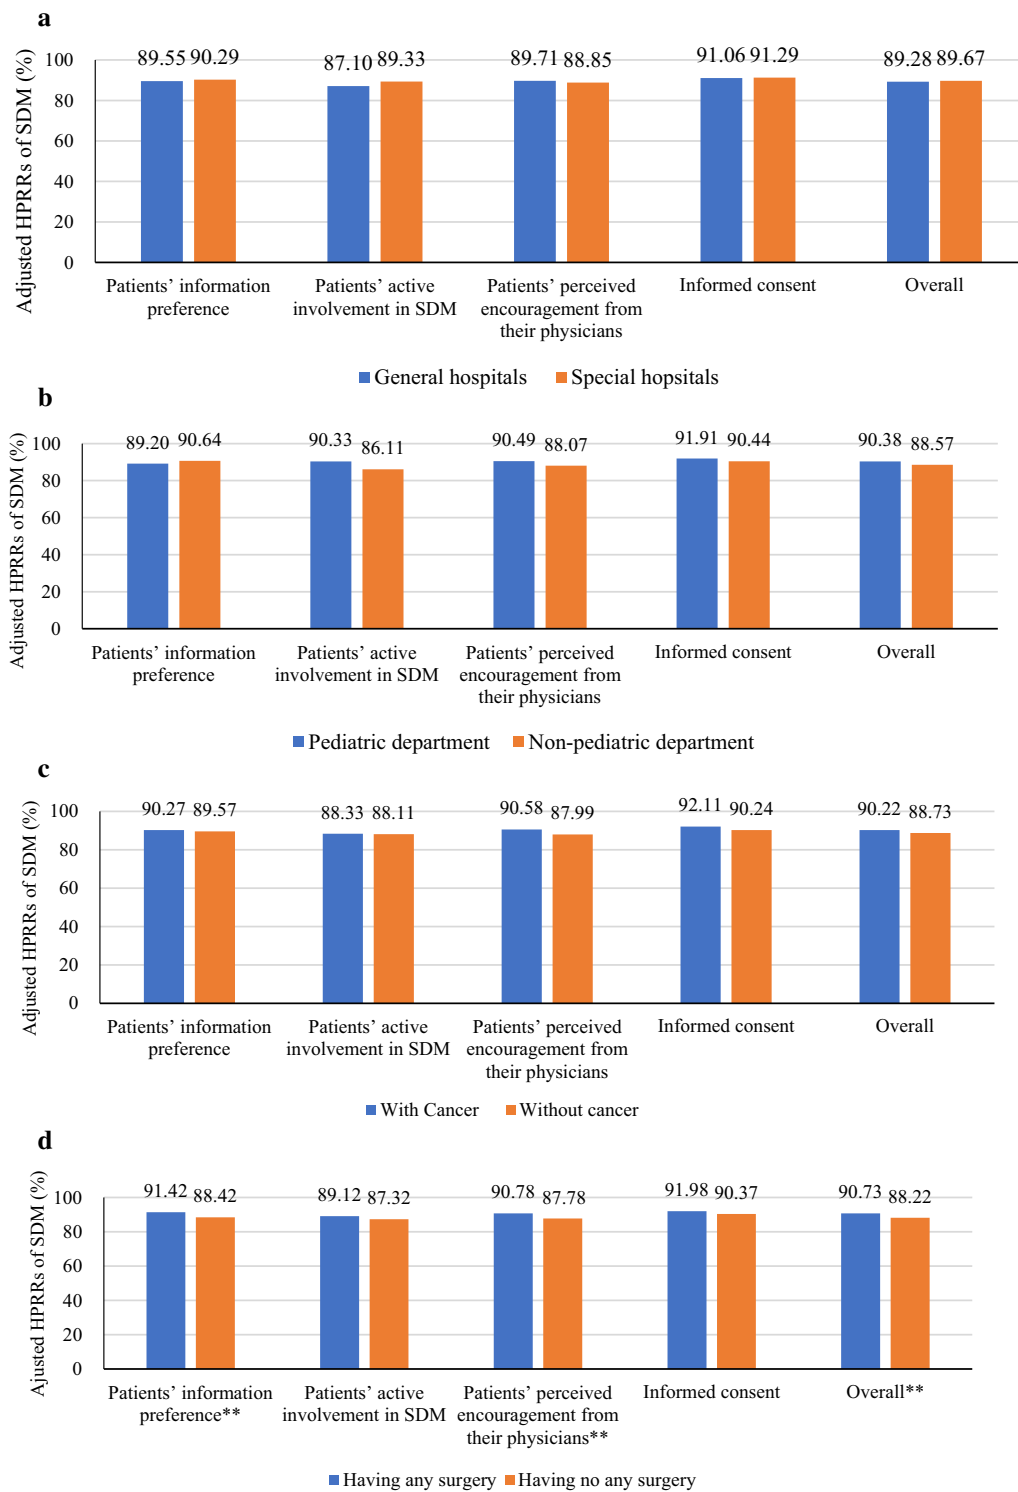 a
Adjusted HPRRs of SDM (%)
100
80
60
40
20
0
89.55 90.29 87.10 89.33 89.71 88.85 91.06 91.29 89.28 89.67
Patients’ information
preference
Patients’ active
involvement in SDM
Patients’ perceived
encouragement from
their physicians
Informed consent
Overall
General hospitals Special hopsitals
b
Adjusted HPRRs of SDM (%)
100
80
60
40
20
0
89.20 90.64 90.33 86.11 90.49 88.07 91.91 90.44 90.38 88.57
Patients’ information
preference
Patients’ active
involvement in SDM
Patients’ perceived
encouragement from
their physicians
Informed consent
Overall
Pediatric department Non-pediatric department
c
Adjusted HPRRs of SDM (%)
100
80
60
40
20
0
90.27 89.57 88.33 88.11 90.58 87.99 92.11 90.24 90.22 88.73
Patients’ information
preference
Patients’ active
involvement in SDM
Patients’ perceived
encouragement from
their physicians
Informed consent
Overall
With Cancer Without cancer
d
Ajusted HPRRs of SDM (%)
100
80
60
40
20
0
91.42 88.42 89.12 87.32 90.78 87.78 91.98 90.37 90.73 88.22
Patients’ information
preference**
Patients’ active
involvement in SDM
Patients’ perceived
encouragement from
their physicians**
Informed consent
Overall**
Having any surgery Having no any surgery